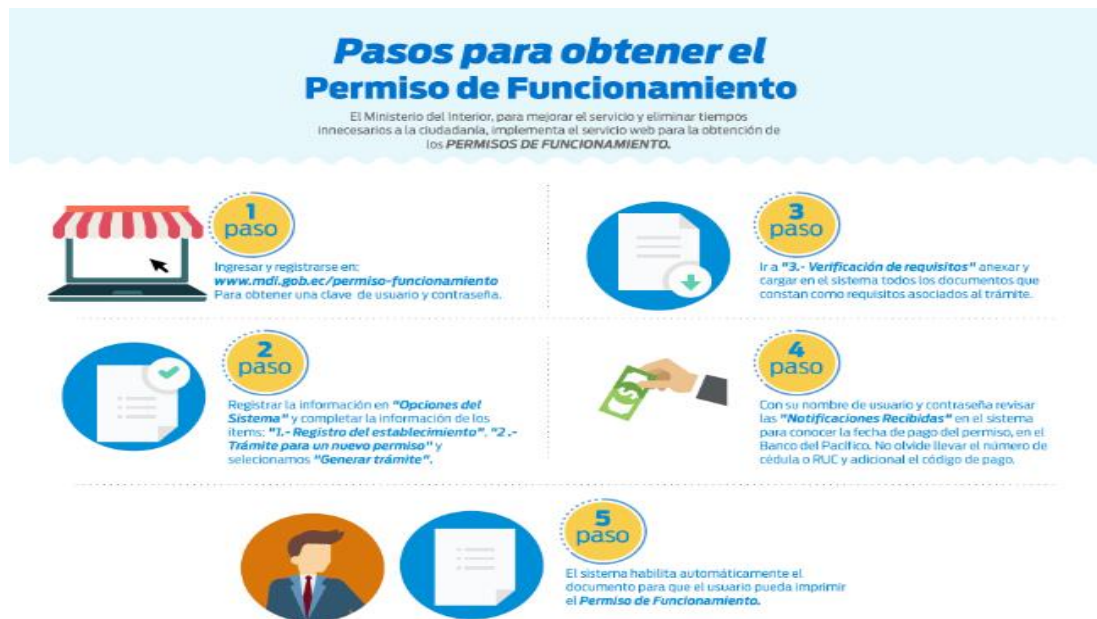 Pasos para obtener el
Permiso de Funcionamiento
El Ministerio del Interior, para mejorar el servicio y eliminar tiempos
innecesarios a la ciudadanía, implementa el servicio web para la obtención de
los PERMISOS DE FUNCIONAMIENTO.
1
paso
Ingresar y registrarse en:
www.mdi.gob.ec/permiso-funcionamiento
Para obtener una clave de usuario y contraseña.
2
paso
Registrar la información en "Opciones del
Sistema" y completar la información de los
ítems: "1.- Registro del establecimiento", "2 .-
Trámite para un nuevo permiso" y
selecionamos "Generar trámite".
3
paso
Ir a "3.- Verificación de requisitos" anexar y
cargar en el sistema todos los documentos que
constan como requisitos asociados al trámite.
4
paso
Con su nombre de usuario y contraseña revisar
las "Notificaciones Recibidas" en el sistema
para conocer la fecha de pago del permiso, en el
Banco del Pacífico. No olvide llevar el número de
cédula o RUC y adicional el código de pago.
5
paso
El sistema habilita automáticamente el
documento para que el usuario pueda imprimir
el Permiso de Funcionamiento.